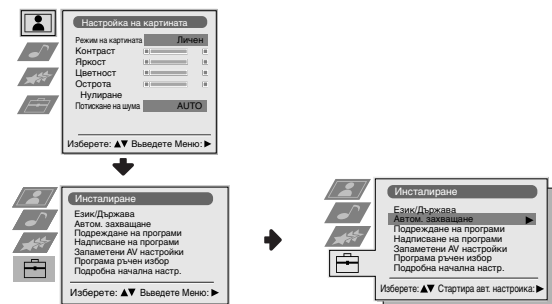 Настройка на картината
Режим на картината Личен
Контраст
Яркост
Цветност
Острота
Нулиране
Потискане на шума AUTO
Изберете: ▲▼ Выведете Меню: ▶
Инсталиране
Език/Държава
Автом. захващане
Подреждане на програми
Надписване на програми
Запаметени AV настройки
Програма ръчен избор
Подробна начална настр.
Изберете: ▲▼ Выведете Меню: ▶
Инсталиране
Език/Държава
Автом. захващане ▶
Подреждане на програми
Надписване на програми
Запаметени AV настройки
Програма ръчен избор
Подробна начална настр.
Изберете: ▲▼ Стартира авт. настроика: ▶